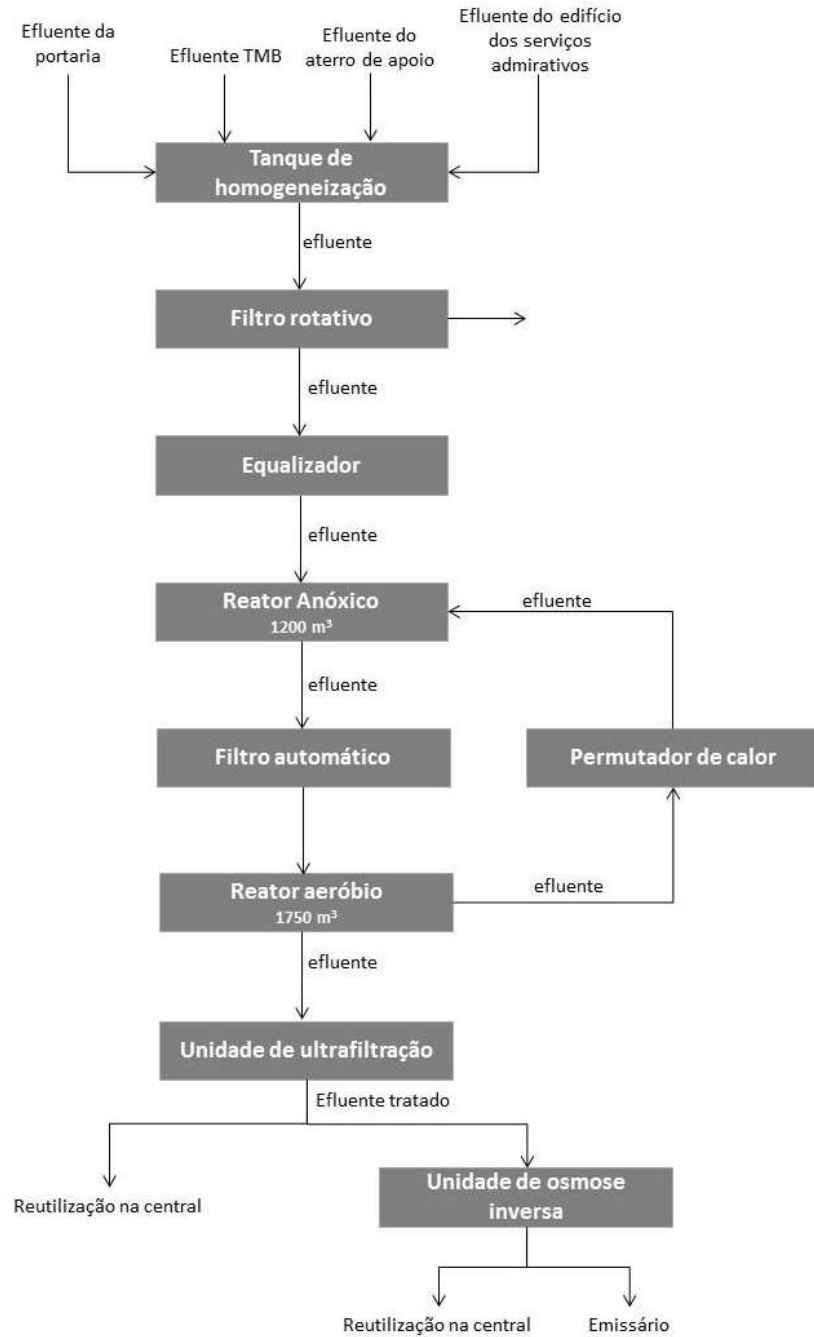 Efluente da
portaria
Efluente TMB
Efluente do
aterro de apoio
Efluente do edifício
dos serviços
admirativos
Tanque de
homogeneização
efluente
Filtro rotativo
efluente
Equalizador
efluente
Reator Anóxico
1200 m³
efluente
efluente
Filtro automático
Permutador de calor
Reator aeróbio
1750 m³
efluente
efluente
Unidade de ultrafiltração
Efluente tratado
Reutilização na central
Unidade de osmose
inversa
Reutilização na central
Emissário